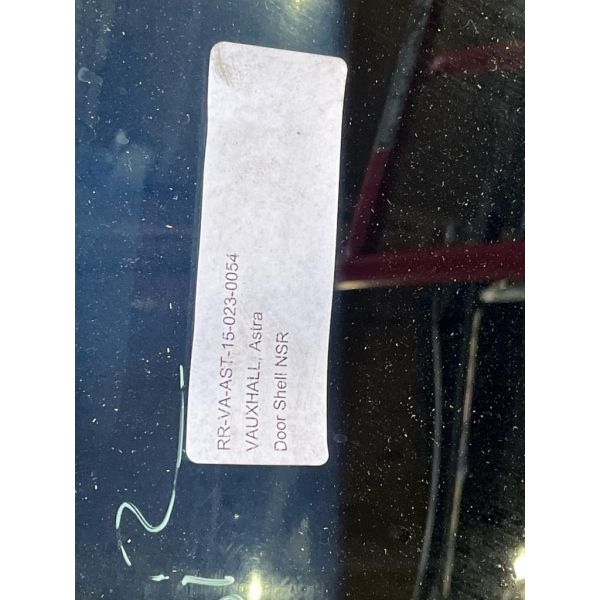 RR-VA-AST-15-023-0054
VAUXHALL, Astra
Door Shell NSR